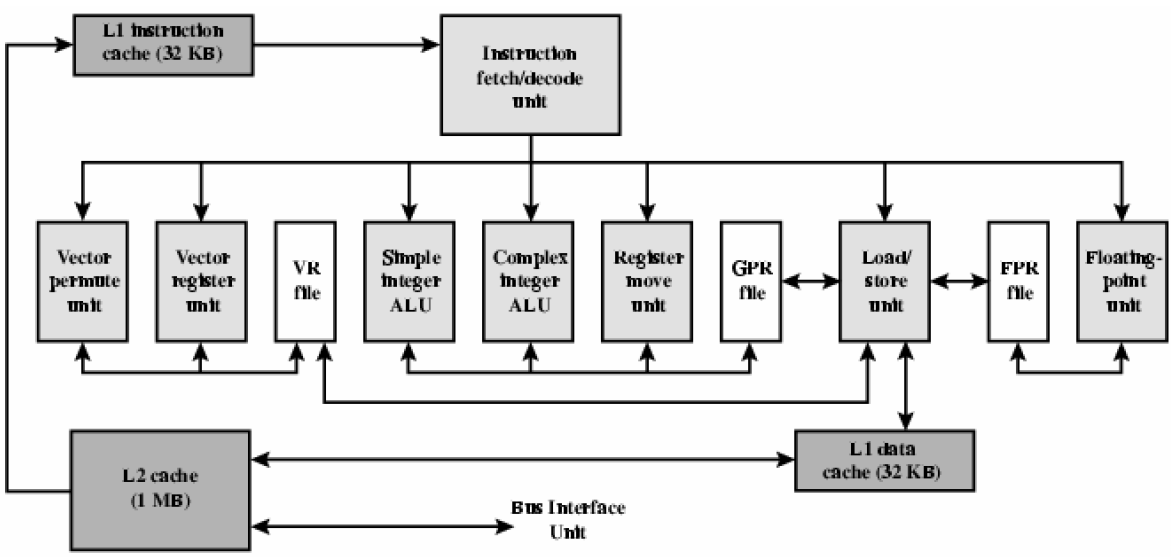 L1 instruction
cache (32 KB)
Instruction
fetch/decode
unit
Vector
permute
unit
Vector
register
unit
VR
file
Simple
integer
ALU
Complex
integer
ALU
Register
move
unit
GPR
file
Load/
store
unit
FPR
file
Floating-
point
unit
L2 cache
(1 MB)
L1 data
cache (32 KB)
Bus Interface
Unit